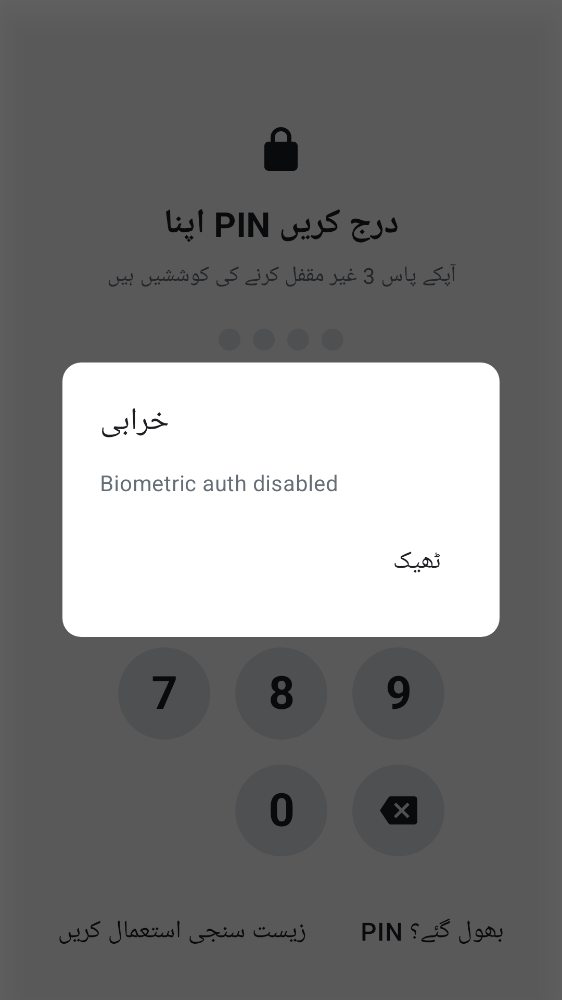 اپنا PIN درج کریں
آپکے پاس 3 غیر مقفل کرنے کی کوششیں ہیں
خرابی
Biometric auth disabled
ٹھیک
7 8 9
0
زیست سنجی استعمال کریں
PIN بھول گئے؟